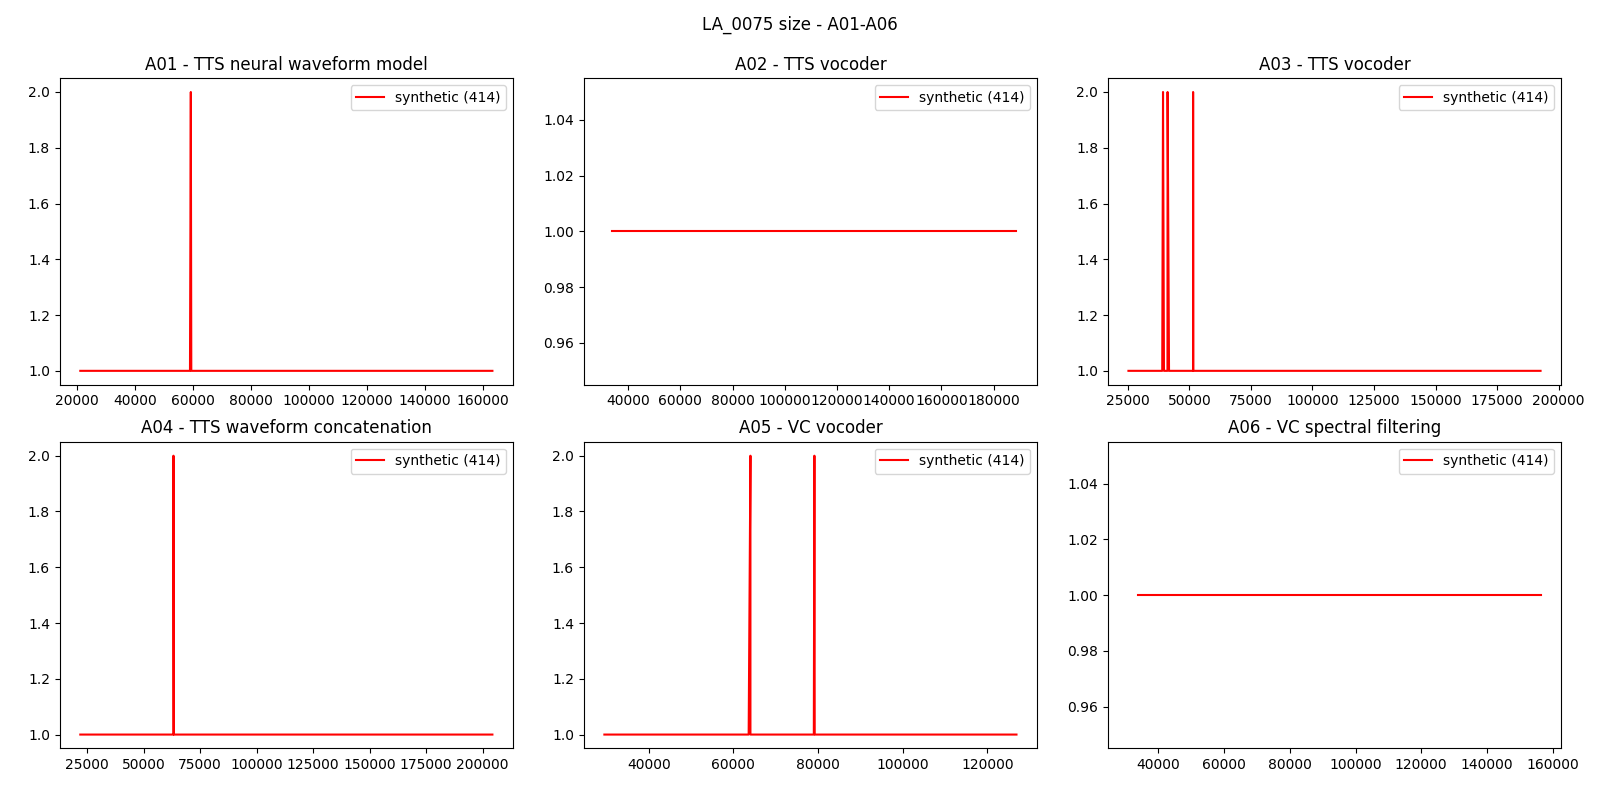 LA_0075 size - A01-A06
A01 - TTS neural waveform model
synthetic (414)
2.0
1.8
1.6
1.4
1.2
1.0
20000 40000 60000 80000 100000 120000 140000 160000
A02 - TTS vocoder
synthetic (414)
1.04
1.02
1.00
0.98
0.96
40000 60000 80000 100000 120000 140000 160000 180000
A03 - TTS vocoder
synthetic (414)
2.0
1.8
1.6
1.4
1.2
1.0
25000 50000 75000 100000 125000 150000 175000 200000
A04 - TTS waveform concatenation
synthetic (414)
2.0
1.8
1.6
1.4
1.2
1.0
25000 50000 75000 100000 125000 150000 175000 200000
A05 - VC vocoder
synthetic (414)
2.0
1.8
1.6
1.4
1.2
1.0
40000 60000 80000 100000 120000
A06 - VC spectral filtering
synthetic (414)
1.04
1.02
1.00
0.98
0.96
40000 60000 80000 100000 120000 140000 160000